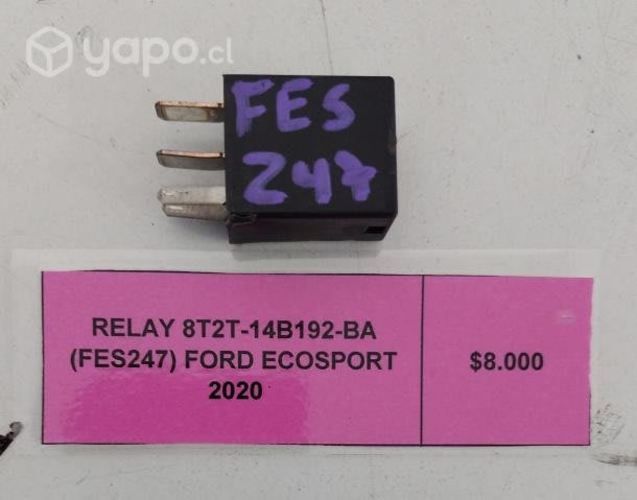 yapo.cl
FES
247
RELAY 8T2T-14B192-BA
(FES247) FORD ECOSPORT
2020
$8.000